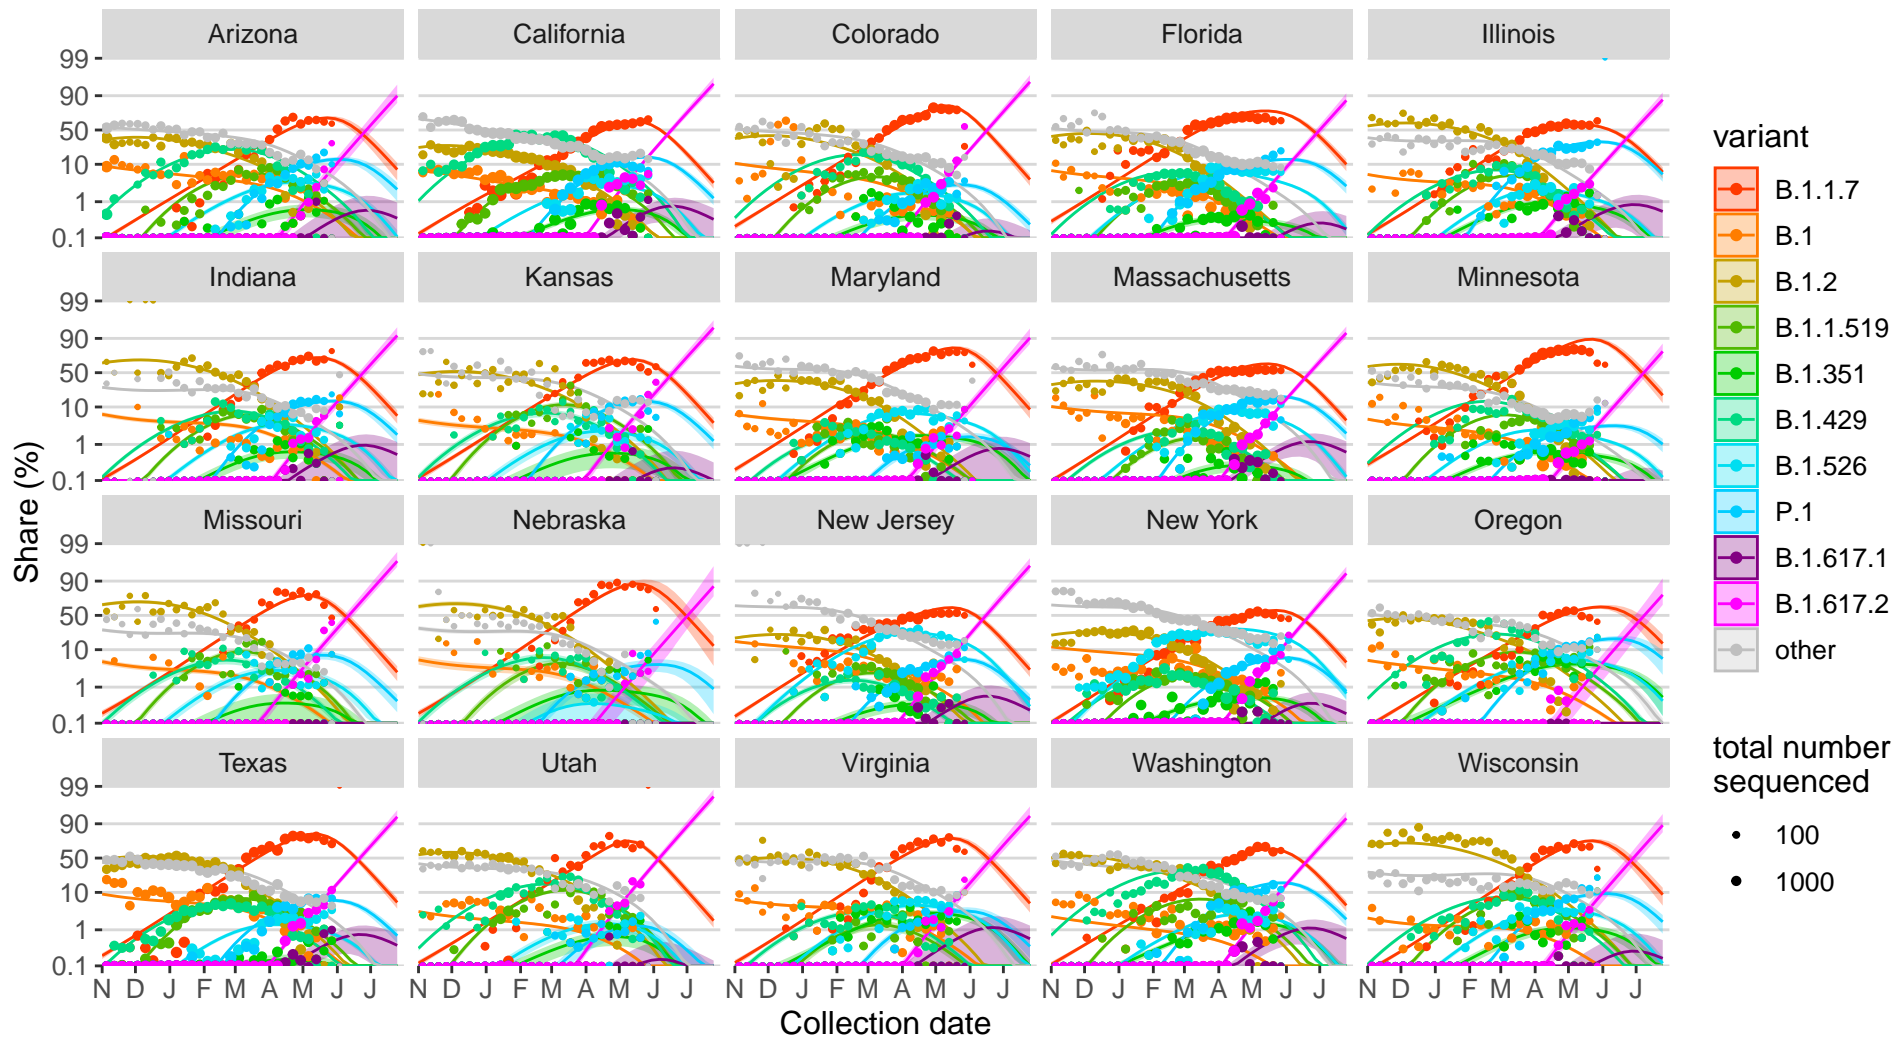 Arizona California Colorado Florida Illinois
99
90
50
10
1
0.1
Indiana Kansas Maryland Massachusetts Minnesota
99
90
50
10
1
0.1
Missouri Nebraska New Jersey New York Oregon
99
90
50
10
1
0.1
Texas Utah Virginia Washington Wisconsin
99
90
50
10
1
0.1
N D J F M A M J J N D J F M A M J J N D J F M A M J J N D J F M A M J J N D J F M A M J J
Collection date
Share (%)
variant
B.1.1.7
B.1
B.1.2
B.1.1.519
B.1.351
B.1.429
B.1.526
P.1
B.1.617.1
B.1.617.2
other
total number
sequenced
100
1000